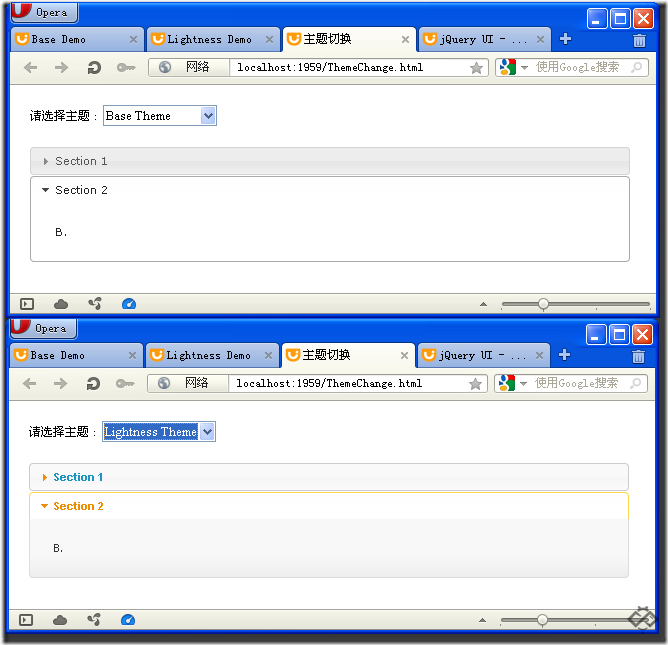 Opera
Base Demo Lightness Demo 主题切换 jQuery UI - ...
网络 localhost:1959/ThemeChange.html 使用Google搜索
请选择主题： Base Theme
Section 1
Section 2
B.
Opera
Base Demo Lightness Demo 主题切换 jQuery UI - ...
网络 localhost:1959/ThemeChange.html 使用Google搜索
请选择主题： Lightness Theme
Section 1
Section 2
B.